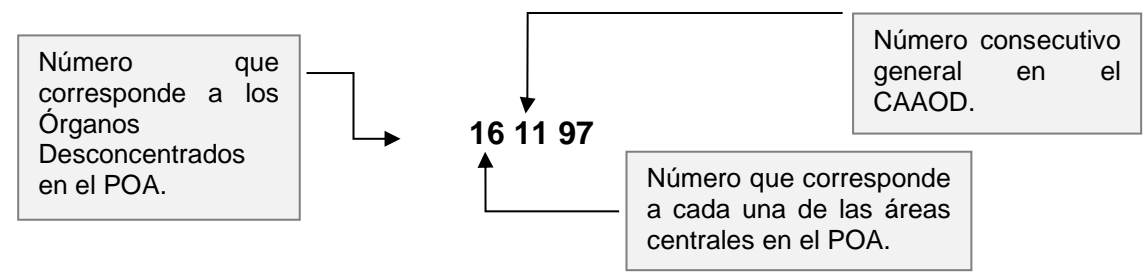 Número que
corresponde a los
Órganos
Desconcentrados
en el POA.
Número consecutivo
general en el
CAAOD.
16 11 97
Número que corresponde
a cada una de las áreas
centrales en el POA.